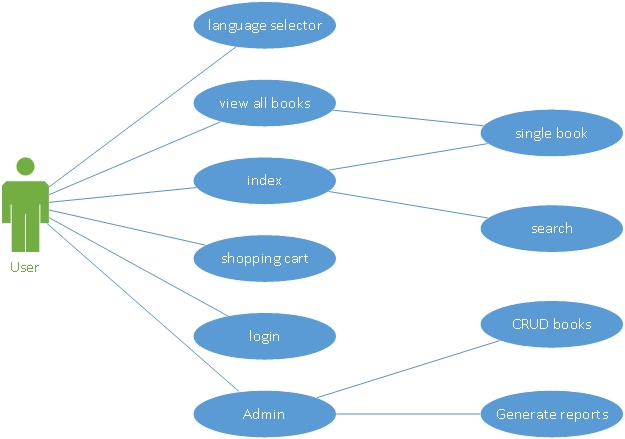 language selector
view all books
single book
index
search
User
shopping cart
CRUD books
login
Admin
Generate reports